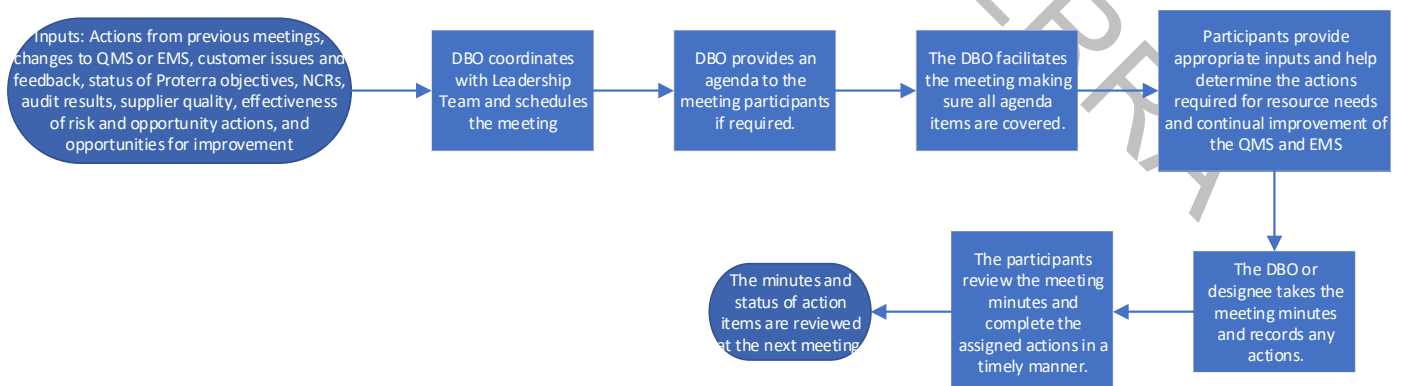 Inputs: Actions from previous meetings,
changes to QMS or EMS, customer issues and
feedback, status of Proterra objectives, NCRs,
audit results, supplier quality, effectiveness
of risk and opportunity actions, and
opportunities for improvement
DBO coordinates
with Leadership
Team and schedules
the meeting
DBO provides an
agenda to the
meeting participants
if required.
The DBO facilitates
the meeting making
sure all agenda
items are covered.
Participants provide
appropriate inputs and help
determine the actions
required for resource needs
and continual improvement of
the QMS and EMS
The DBO or
designee takes the
meeting minutes
and records any
actions.
The participants
review the meeting
minutes and
complete the
assigned actions in a
timely manner.
The minutes and
status of action
items are reviewed
at the next meeting